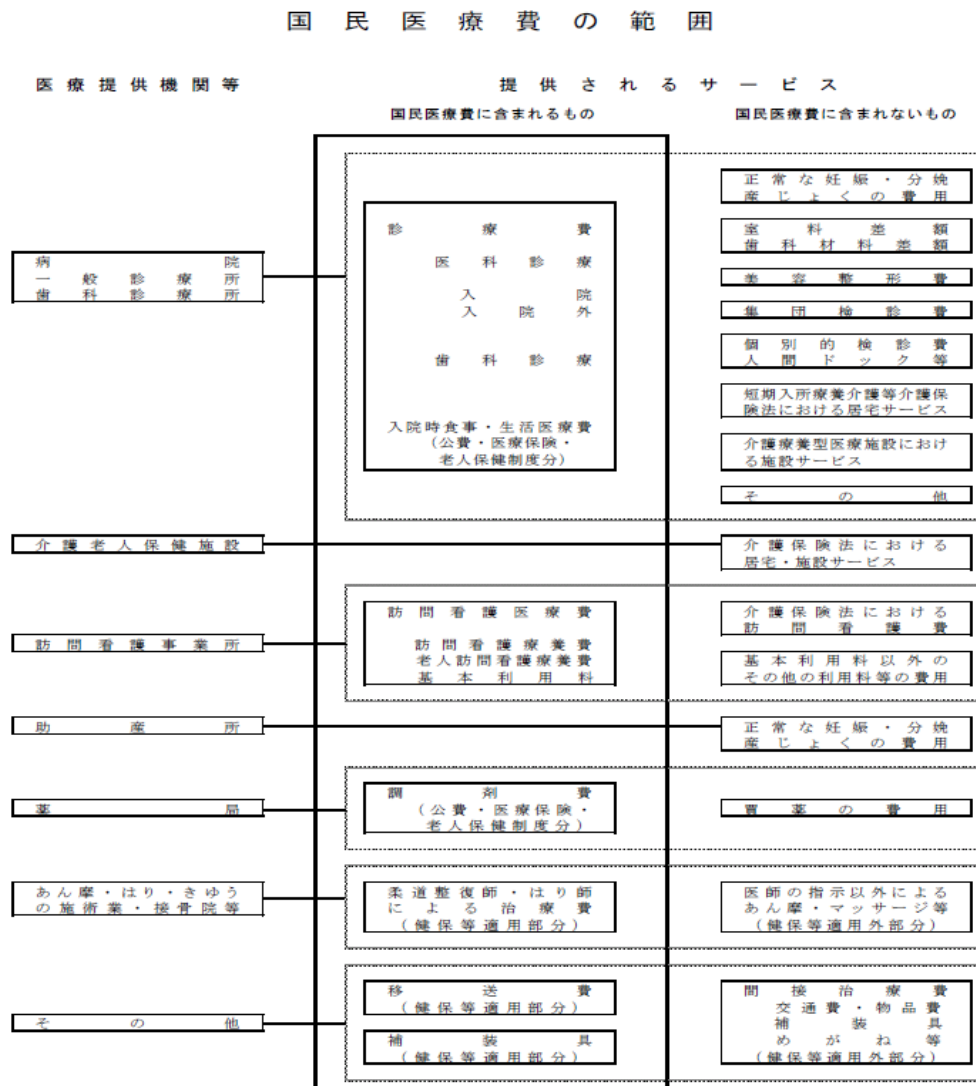 国民医療費の範囲
医療提供機関等
提供されるサービス
国民医療費に含まれるもの
国民医療費に含まれないもの
病院
一般診療所
歯科診療所
診療費
医科診療
入院
入院外
歯科診療
入院時食事・生活医療費
(公費・医療保険・
老人保健制度分)
正常な妊娠・分娩
産じょくの費用
室料差額
歯科材料差額
美容整形費
集団検診費
個別的検診費
人間ドック等
短期入所療養介護等介護保
険法における居宅サービス
介護療養型医療施設におけ
る施設サービス
その他
介護老人保健施設
介護保険法における
居宅・施設サービス
訪問看護事業所
訪問看護医療費
訪問看護療養費
老人訪問看護療養費
基本利用料
介護保険法における
訪問看護費
基本利用料以外の
その他の利用料等の費用
助産所
正常な妊娠・分娩
産じょくの費用
薬局
調剤費
(公費・医療保険・
老人保健制度分)
買薬の費用
あん摩・はり・きゆう
の施術業・接骨院等
柔道整復師・はり師
による治療費
(健保等適用部分)
医師の指示以外による
あん摩・マッサージ等
(健保等適用外部分)
その他
移送費
(健保等適用部分)
補装具
(健保等適用部分)
間接治療費
交通費・物品費
補装具
めがね等
(健保等適用外部分)